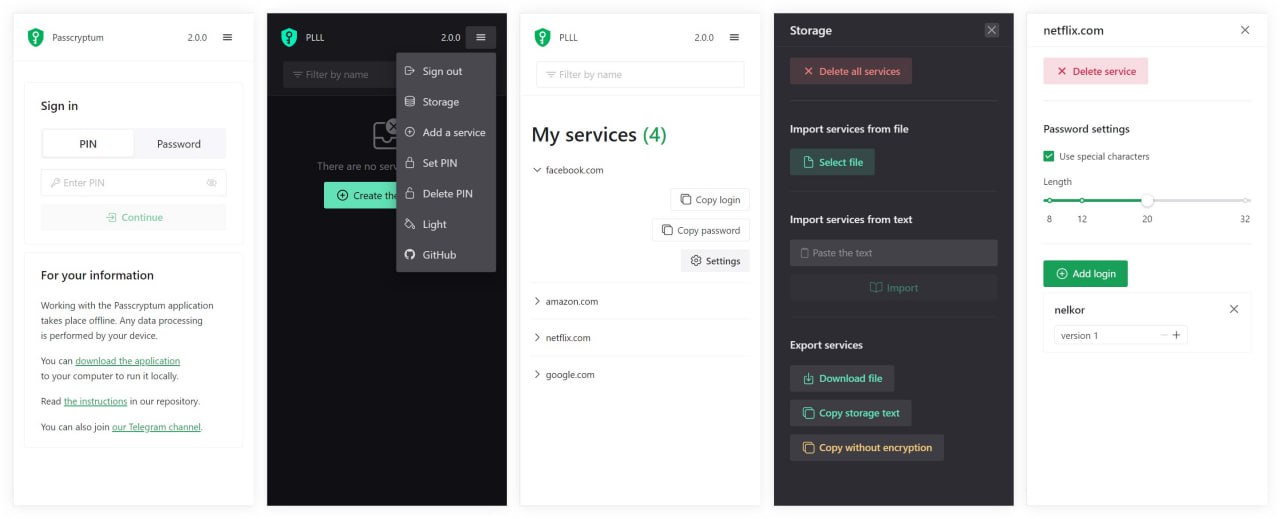 Passcryptum
2.0.0
Sign in
PIN
Password
Enter PIN
Continue
For your information
Working with the Passcryptum application
takes place offline. Any data processing
is performed by your device.
You can download the application
to your computer to run it locally.
Read the instructions in our repository.
You can also join our Telegram channel.
PLLL
2.0.0
Filter by name
There are no serv
Create the
Sign out
Storage
Add a service
Set PIN
Delete PIN
Light
GitHub
PLLL
2.0.0
Filter by name
My services (4)
facebook.com
Copy login
Copy password
Settings
amazon.com
netflix.com
google.com
Storage
Delete all services
Import services from file
Select file
Import services from text
Paste the text
Import
Export services
Download file
Copy storage text
Copy without encryption
netflix.com
Delete service
Password settings
Use special characters
Length
8 12 20 32
Add login
nelkor
version 1